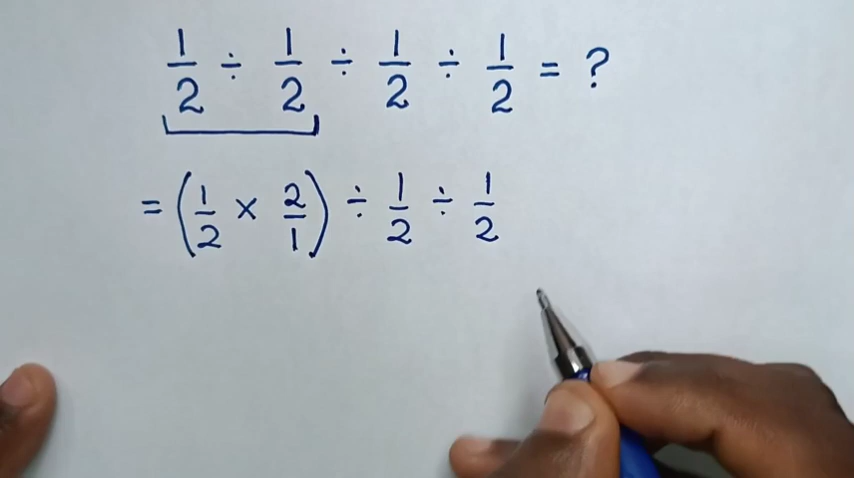 1/2 ÷ 1/2 ÷ 1/2 ÷ 1/2 = ?
= (1/2 × 2/1) ÷ 1/2 ÷ 1/2